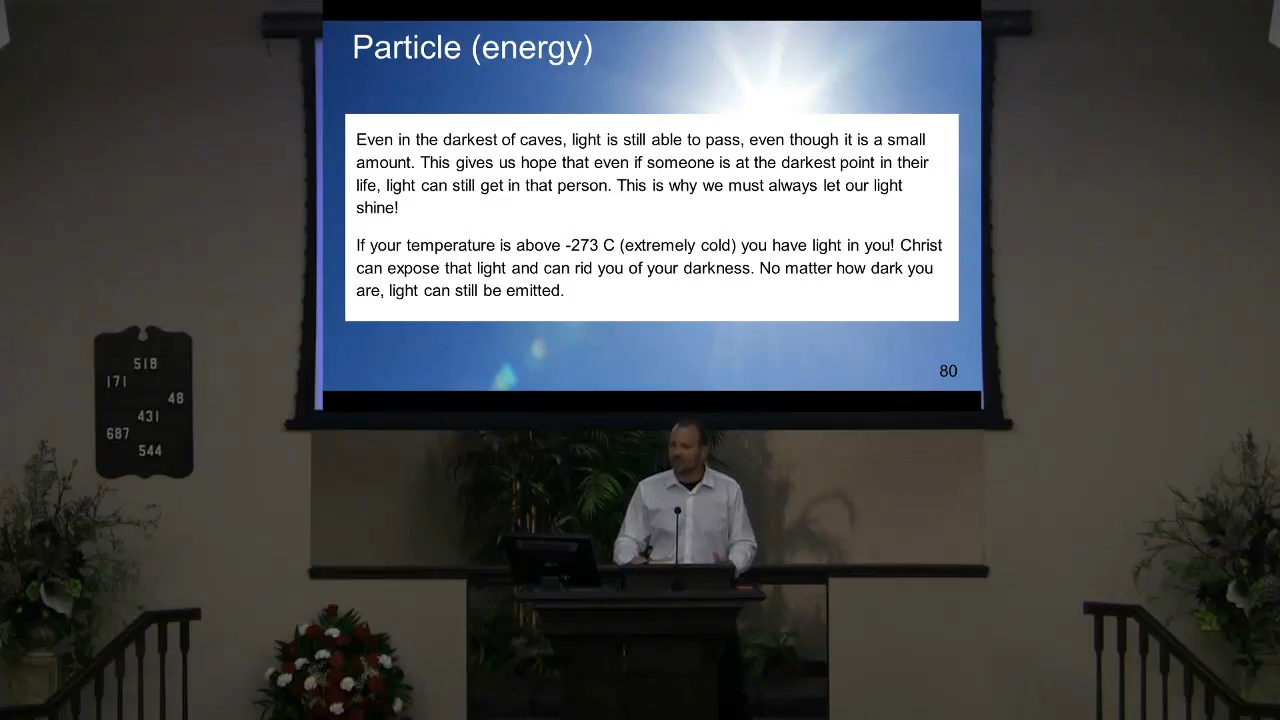 Particle (energy)
Even in the darkest of caves, light is still able to pass, even though it is a small
amount. This gives us hope that even if someone is at the darkest point in their
life, light can still get in that person. This is why we must always let our light
shine!
If your temperature is above -273 C (extremely cold) you have light in you! Christ
can expose that light and can rid you of your darkness. No matter how dark you
are, light can still be emitted.
80
518
171
48
431
687
544